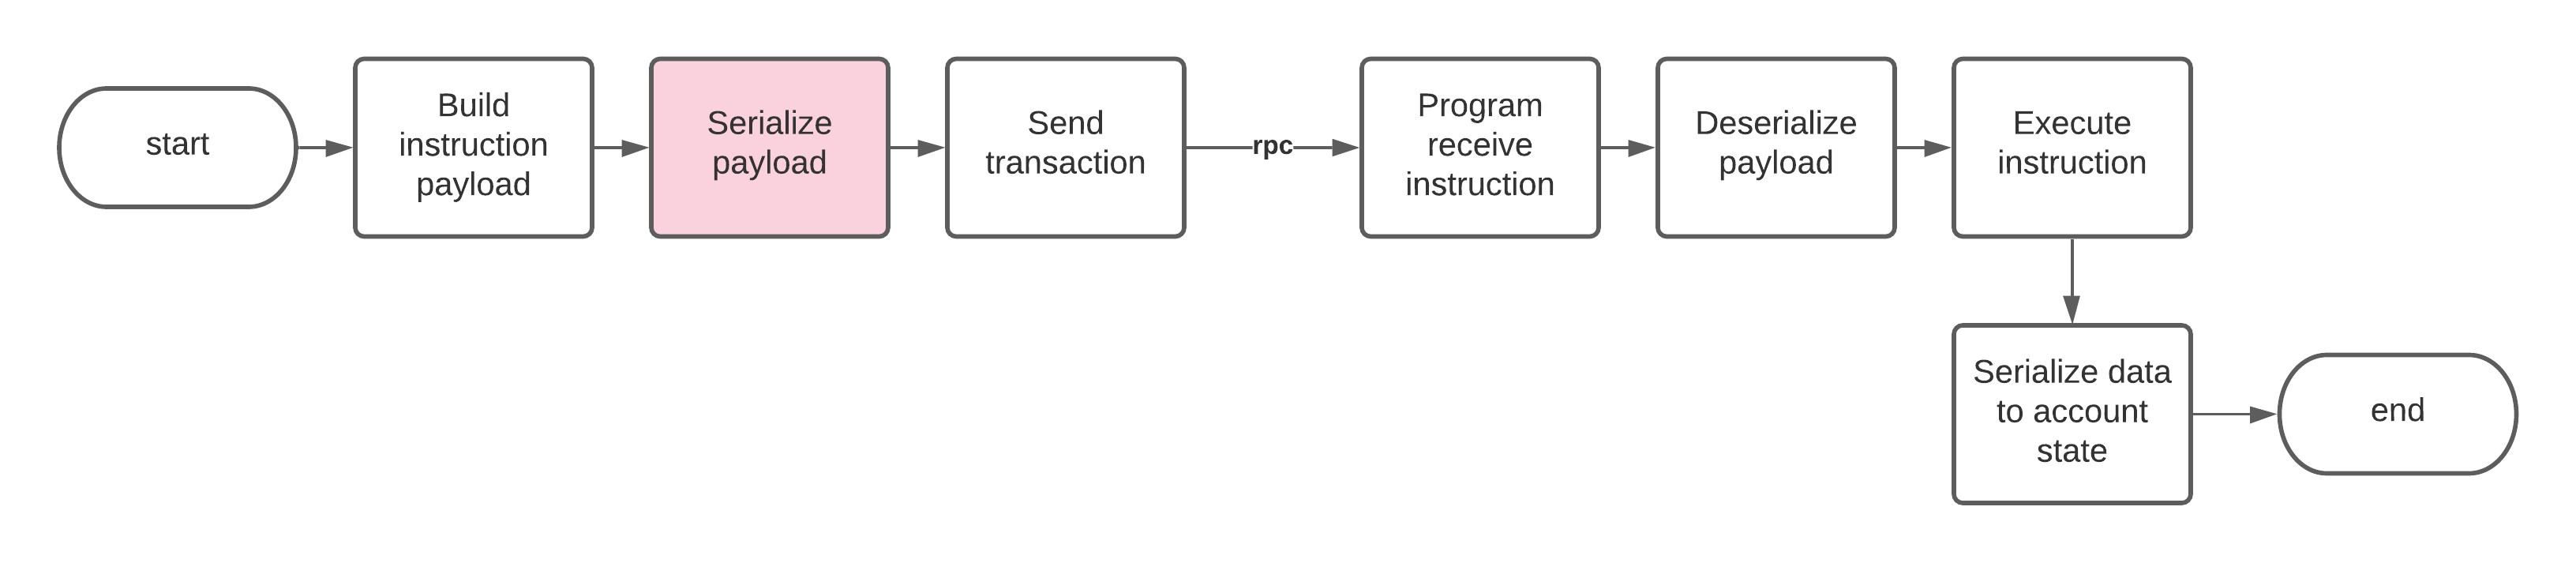 start
Build
instruction
payload
Serialize
payload
Send
transaction
rpc
Program
receive
instruction
Deserialize
payload
Execute
instruction
Serialize data
to account
state
end